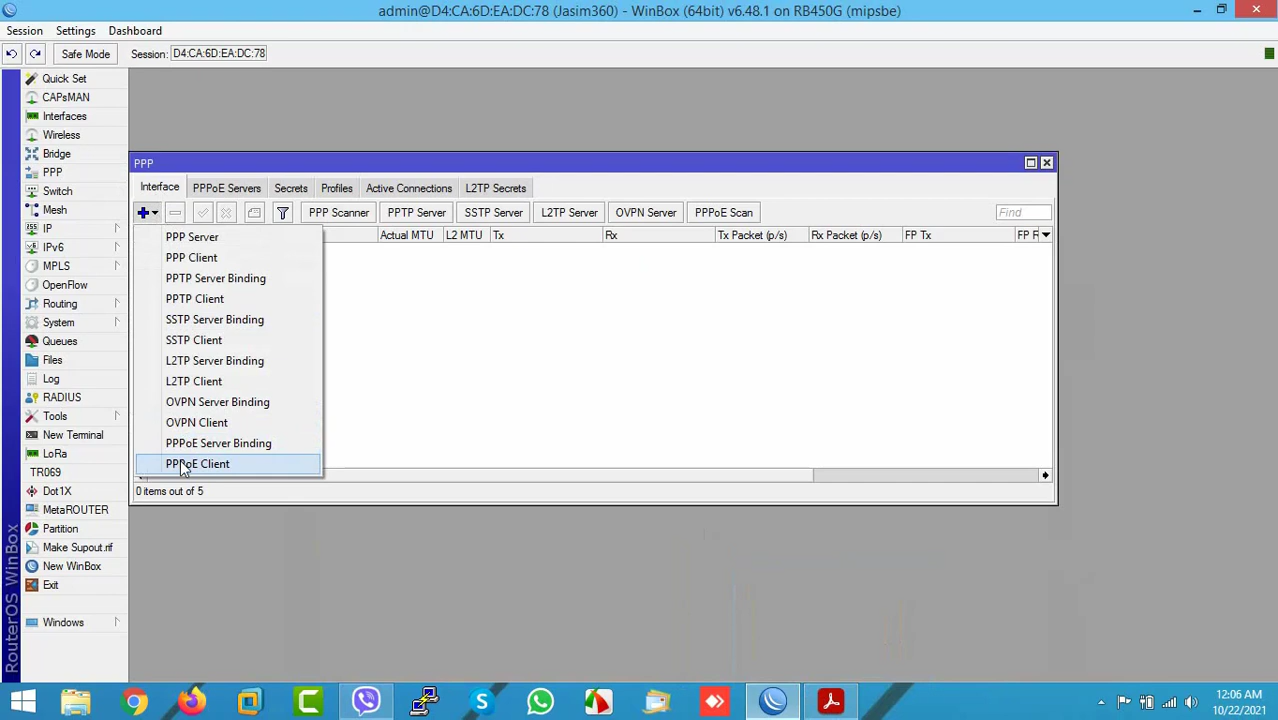 admin@D4:CA:6D:EA:DC:78 (Jasim360) - WinBox (64bit) v6.48.1 on RB450G (mipsbe)
Session Settings Dashboard
Safe Mode Session: D4:CA:6D:EA:DC:78
Quick Set
CAPsMAN
Interfaces
Wireless
Bridge
PPP
Switch
Mesh
IP
IPv6
MPLS
OpenFlow
Routing
System
Queues
Files
Log
RADIUS
Tools
New Terminal
LoRa
TR069
Dot1X
MetaROUTER
Partition
Make Supout.rif
New WinBox
Exit
Windows
RouterOS WinBox
PPP
Interface PPPoE Servers Secrets Profiles Active Connections L2TP Secrets
PPP Scanner PPTP Server SSTP Server L2TP Server OVPN Server PPPoE Scan Find
Actual MTU L2 MTU Tx Rx Tx Packet (p/s) Rx Packet (p/s) FP Tx FP R
PPP Server
PPP Client
PPTP Server Binding
PPTP Client
SSTP Server Binding
SSTP Client
L2TP Server Binding
L2TP Client
OVPN Server Binding
OVPN Client
PPPoE Server Binding
PPPoE Client
0 items out of 5
12:06 AM
10/22/2021